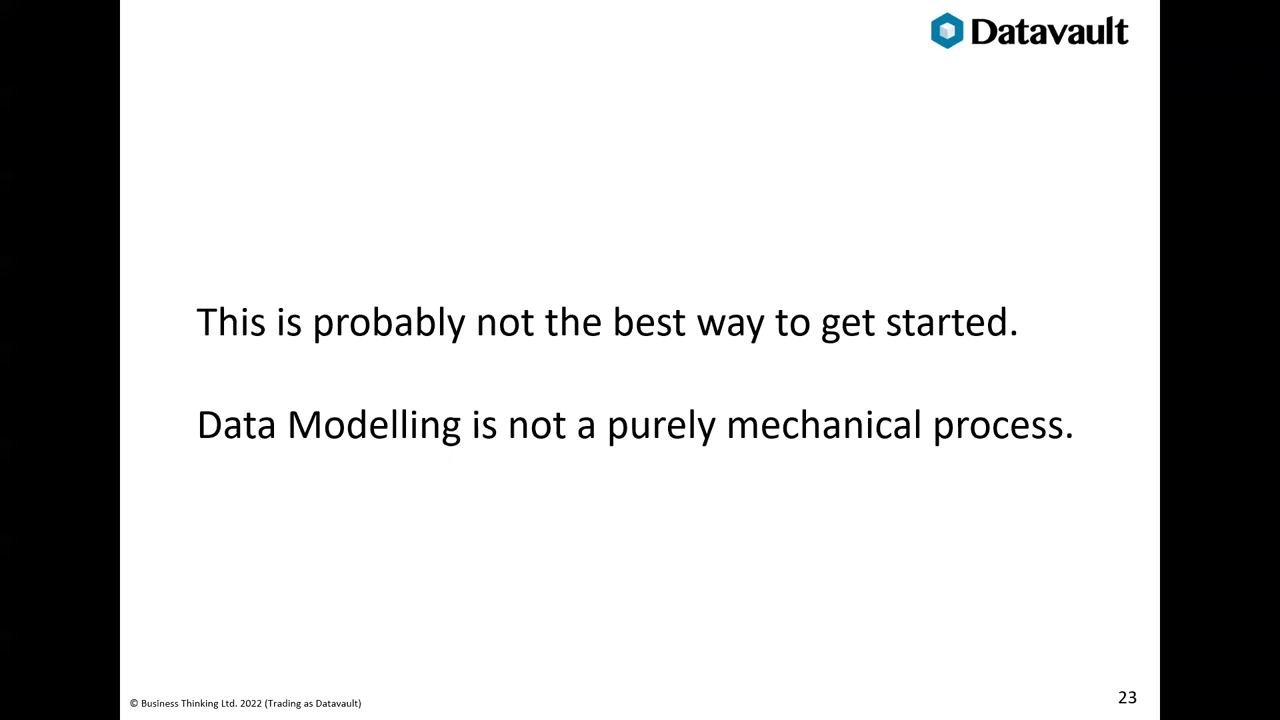 Datavault
This is probably not the best way to get started.
Data Modelling is not a purely mechanical process.
© Business Thinking Ltd. 2022 (Trading as Datavault)
23